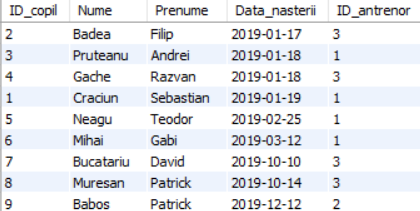 ID_copil Nume Prenume Data_nasterii ID_antrenor
2 Badea Filip 2019-01-17 3
3 Pruteanu Andrei 2019-01-18 1
4 Gache Razvan 2019-01-18 3
1 Craciun Sebastian 2019-01-19 1
5 Neagu Teodor 2019-02-25 1
6 Mihai Gabi 2019-03-12 1
7 Bucatariu David 2019-10-10 3
8 Muresan Patrick 2019-10-14 3
9 Babos Patrick 2019-12-12 2